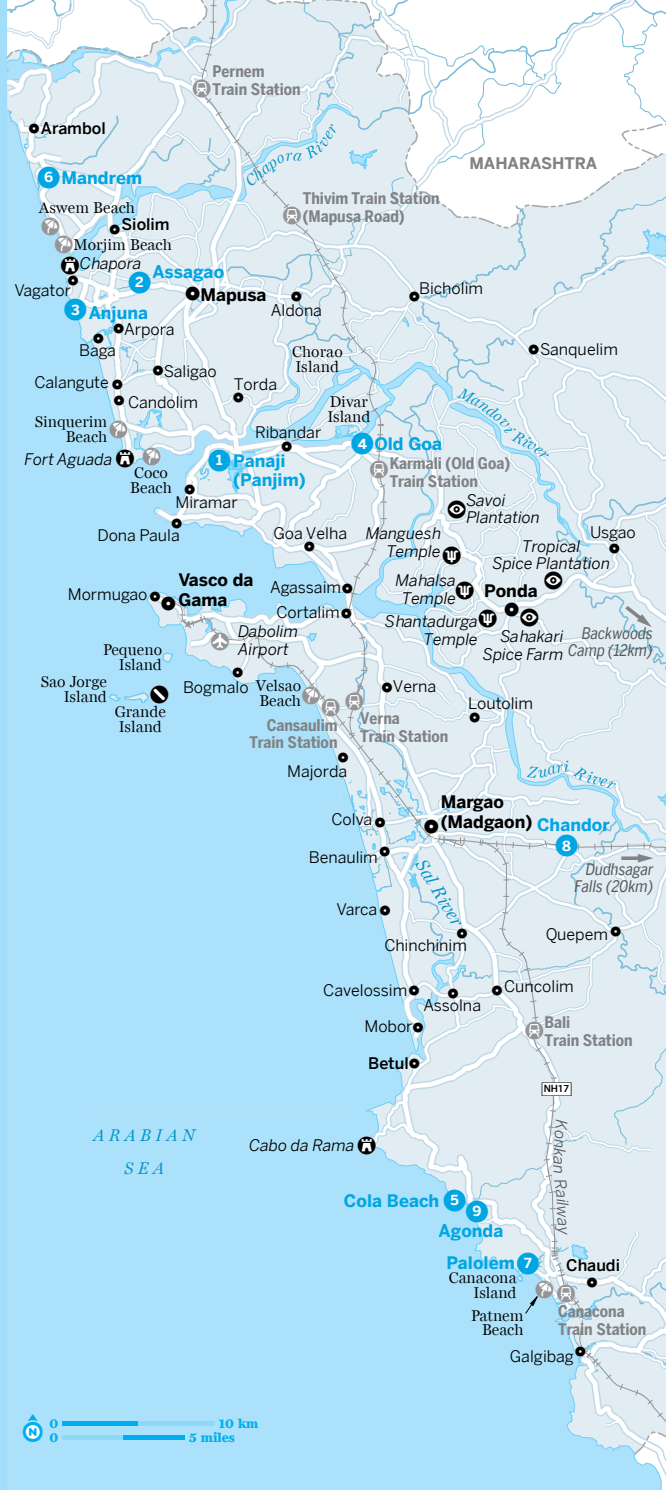 Pernem
Train Station
Arambol
Chapora River
MAHARASHTRA
6 Mandrem
Thivim Train Station
(Mapusa Road)
Aswem Beach
Siolim
Morjim Beach
Chapora
2 Assagao
Vagator
Mapusa
Aldona
Bicholim
3 Anjuna
Arpora
Baga
Sanquelim
Chorao
Island
Saligao
Calangute
Torda
Candolim
Divar
Island
Mandovi River
Sinquerim
Beach
Ribandar
4 Old Goa
Fort Aguada
Coco
Beach
1 Panaji
(Panjim)
Karmali (Old Goa)
Train Station
Miramar
Savoi
Plantation
Dona Paula
Goa Velha
Manguesh
Temple
Usgao
Tropical
Spice Plantation
Mahalsa
Temple
Ponda
Mormugao
Vasco da
Gama
Agassaim
Cortalim
Shantadurga
Temple
Sahakari
Spice Farm
Backwoods
Camp (12km)
Dabolim
Airport
Pequeno
Island
Sao Jorge
Island
Bogmalo
Velsao
Beach
Verna
Grande
Island
Loutolim
Cansaulim
Train Station
Verna
Train Station
Majorda
Zuari River
Margao
(Madgaon)
Colva
Chandor
8
Benaulim
Dudhsagar
Falls (20km)
Sal River
Varca
Chinchinim
Quepem
Cavelossim
Assolna
Cuncolim
Mobor
Bali
Train Station
Betul
NH17
ARABIAN
SEA
Cabo da Rama
Konkan Railway
Cola Beach 5
9
Agonda
Palolem 7
Chaudi
Canacona
Island
Patnem
Beach
Canacona
Train Station
Galgibag
N
0 10 km
0 5 miles